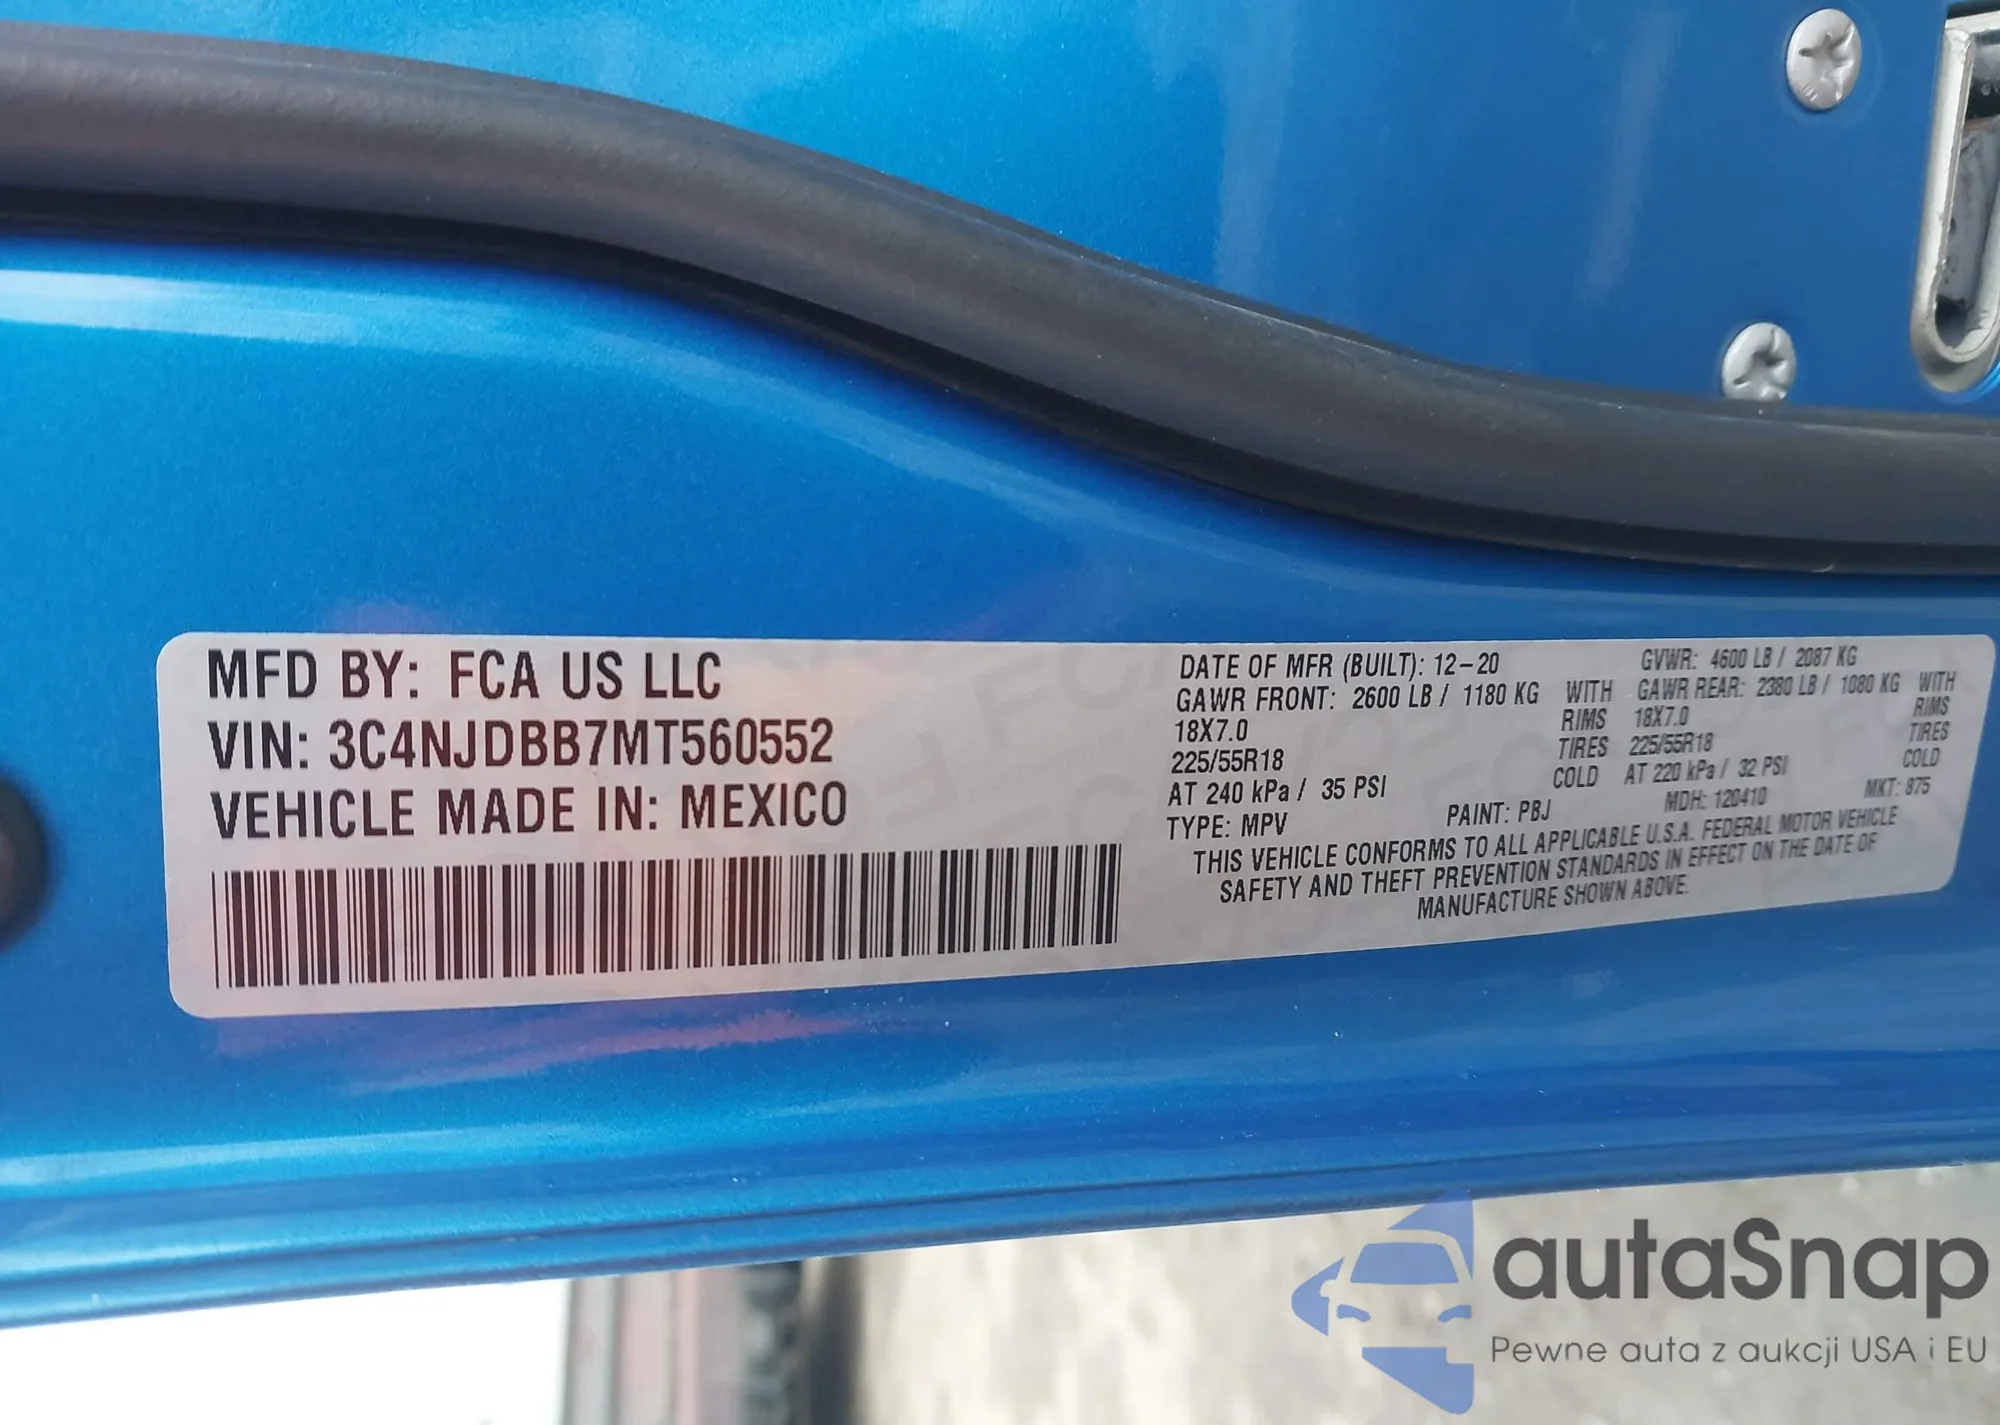 MFD BY: FCA US LLC
VIN: 3C4NJDBB7MT560552
VEHICLE MADE IN: MEXICO
DATE OF MFR (BUILT): 12-20 GVWR: 4600 LB / 2087 KG
GAWR FRONT: 2600 LB / 1180 KG WITH GAWR REAR: 2380 LB / 1080 KG WITH
18X7.0 RIMS 18X7.0 RIMS
225/55R18 TIRES 225/55R18 TIRES
AT 240 kPa / 35 PSI COLD AT 220 kPa / 32 PSI COLD
TYPE: MPV PAINT: PBJ MDH: 120410 MKT: 875
THIS VEHICLE CONFORMS TO ALL APPLICABLE U.S.A. FEDERAL MOTOR VEHICLE
SAFETY AND THEFT PREVENTION STANDARDS IN EFFECT ON THE DATE OF
MANUFACTURE SHOWN ABOVE.
autaSnap
Pewne auta z aukcji USA i EU